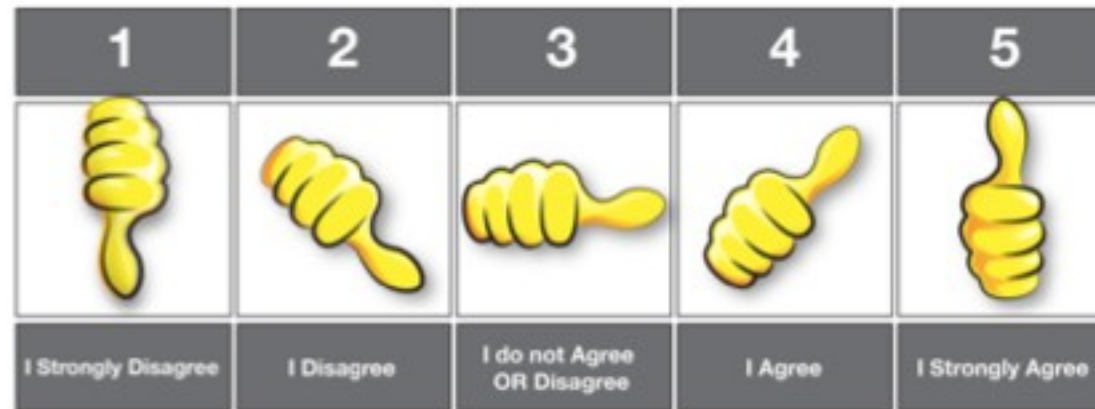 1 2 3 4 5
I Strongly Disagree
I Disagree
I do not Agree
OR Disagree
I Agree
I Strongly Agree